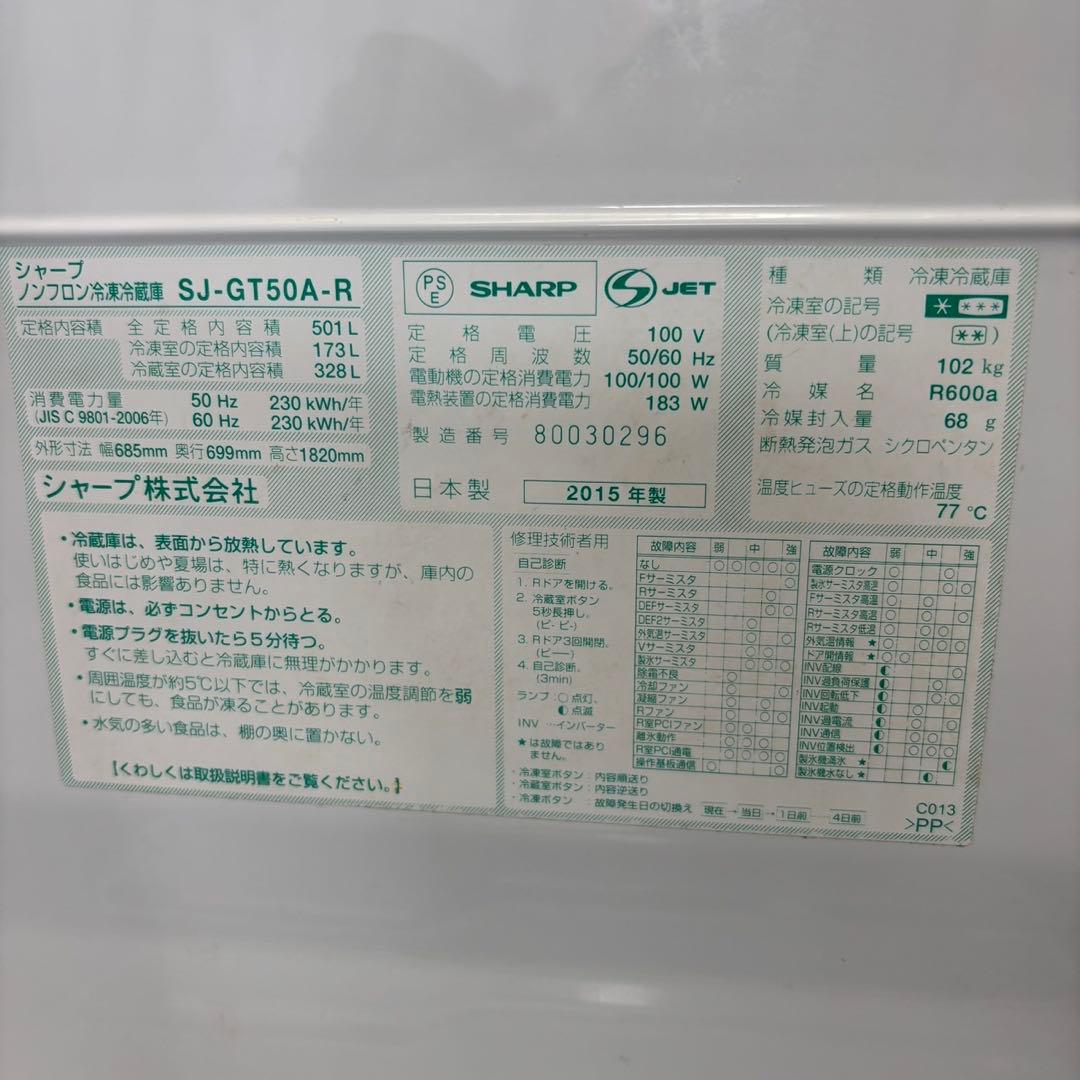 シャープ
ノンフロン冷凍冷蔵庫 SJ-GT50A-R
定格内容積 全定格内容積 501 L
冷凍室の定格内容積 173 L
冷蔵室の定格内容積 328 L
消費電力量 50 Hz 230 kWh/年
(JIS C 9801-2006年) 60 Hz 230 kWh/年
外形寸法 幅685mm 奥行699mm 高さ1820mm
シャープ株式会社
PS E SHARP JET
定格電圧 100 V
定格周波数 50/60 Hz
電動機の定格消費電力 100/100 W
電熱装置の定格消費電力 183 W
製造番号 80030296
日本製 2015 年製
種類 冷凍冷蔵庫
冷凍室の記号 * ***
(冷凍室(上)の記号 ** )
質量 102 kg
冷媒名 R600a
冷媒封入量 68 g
断熱発泡ガス シクロペンタン
温度ヒューズの定格動作温度
77 ℃
・冷蔵庫は、表面から放熱しています。
使いはじめや夏場は、特に熱くなりますが、庫内の
食品には影響ありません。
・電源は、必ずコンセントからとる。
・電源プラグを抜いたら5分待つ。
すぐに差し込むと冷蔵庫に無理がかかります。
・周囲温度が約5℃以下では、冷蔵室の温度調節を弱
にしても、食品が凍ることがあります。
・水気の多い食品は、棚の奥に置かない。
【くわしくは取扱説明書をご覧ください。】
修理技術者用
自己診断
1. Rドアを開ける。
2. 冷蔵室ボタン
5秒長押し。
(ピ- ピ-)
3. Rドア3回開閉。
(ピ──)
4. 自己診断。
(3min)
ランプ：○ 点灯、
◐ 点滅
INV …インバーター
★は故障ではあり
ません。
故障内容 弱 中 強
なし ○ ○ ○ ○ ○
Fサーミスタ
Rサーミスタ
DEFサーミスタ
DEF2サーミスタ
外気温サーミスタ
Vサーミスタ
製氷サーミスタ
除霜不良
冷却ファン
凝縮ファン
Rファン
R室PCIファン
離氷動作
R室PCI通電
操作基板通信
故障内容 弱 中 強
電源クロック
製氷サーミスタ高温
Fサーミスタ高温
Rサーミスタ高温
Rサーミスタ低温
外気温情報 ★
ドア開情報 ★
INV配線
INV過負荷保護
INV回転低下
INV起動
INV過電流
INV通信
INV位置検出
製氷機満氷 ★
製氷機水なし ★
・冷凍室ボタン：内容順送り
・冷蔵室ボタン：内容逆送り
・冷凍ボタン ：故障発生日の切換え 現在 → 当日 → 1日前 …… 4日前
C013
>PP<